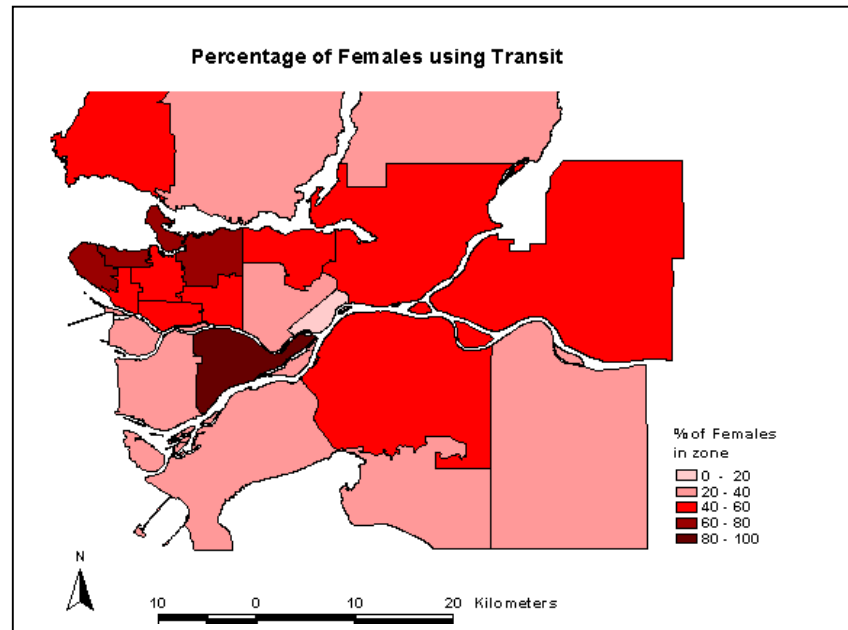 Percentage of Females using Transit
% of Females
in zone
0 - 20
20 - 40
40 - 60
60 - 80
80 - 100
N
10 0 10 20 Kilometers